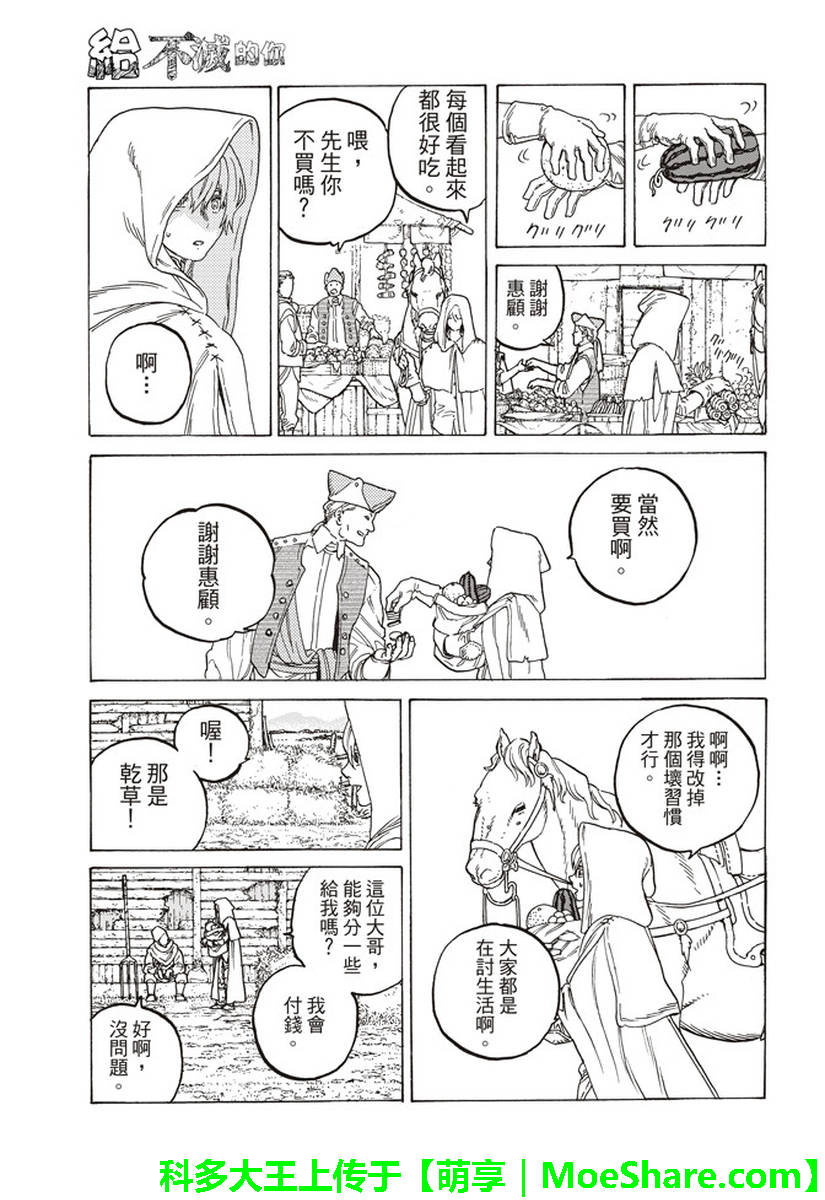 給不滅的你
グリグリ
グリグリ
謝謝
惠顧。
每個看起來
都很好吃。
喂，
先生你
不買嗎？
啊…
當然
要買啊。
謝謝惠顧。
啊啊…
我得改掉
那個壞習慣
才行。
大家都是
在討生活啊。
喔！
那是
乾草！
這位大哥，
能夠分一些
給我嗎？
我會
付錢。
好啊，
沒問題。
科多大王上传于【萌享】|MoeShare.com】